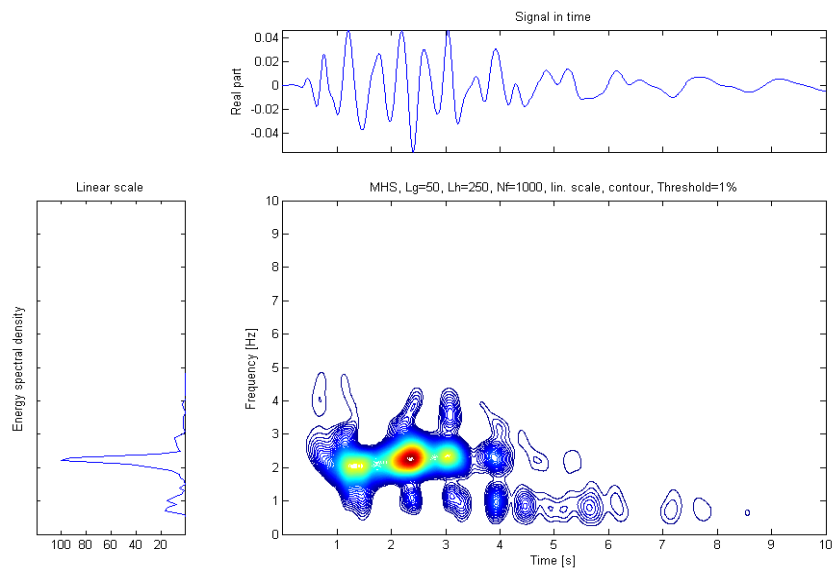 Signal in time
Real part
0.04
0.02
0
-0.02
-0.04
Linear scale
Energy spectral density
100 80 60 40 20
MHS, Lg=50, Lh=250, Nf=1000, lin. scale, contour, Threshold=1%
Frequency [Hz]
10
9
8
7
6
5
4
3
2
1
0
1 2 3 4 5 6 7 8 9 10
Time [s]